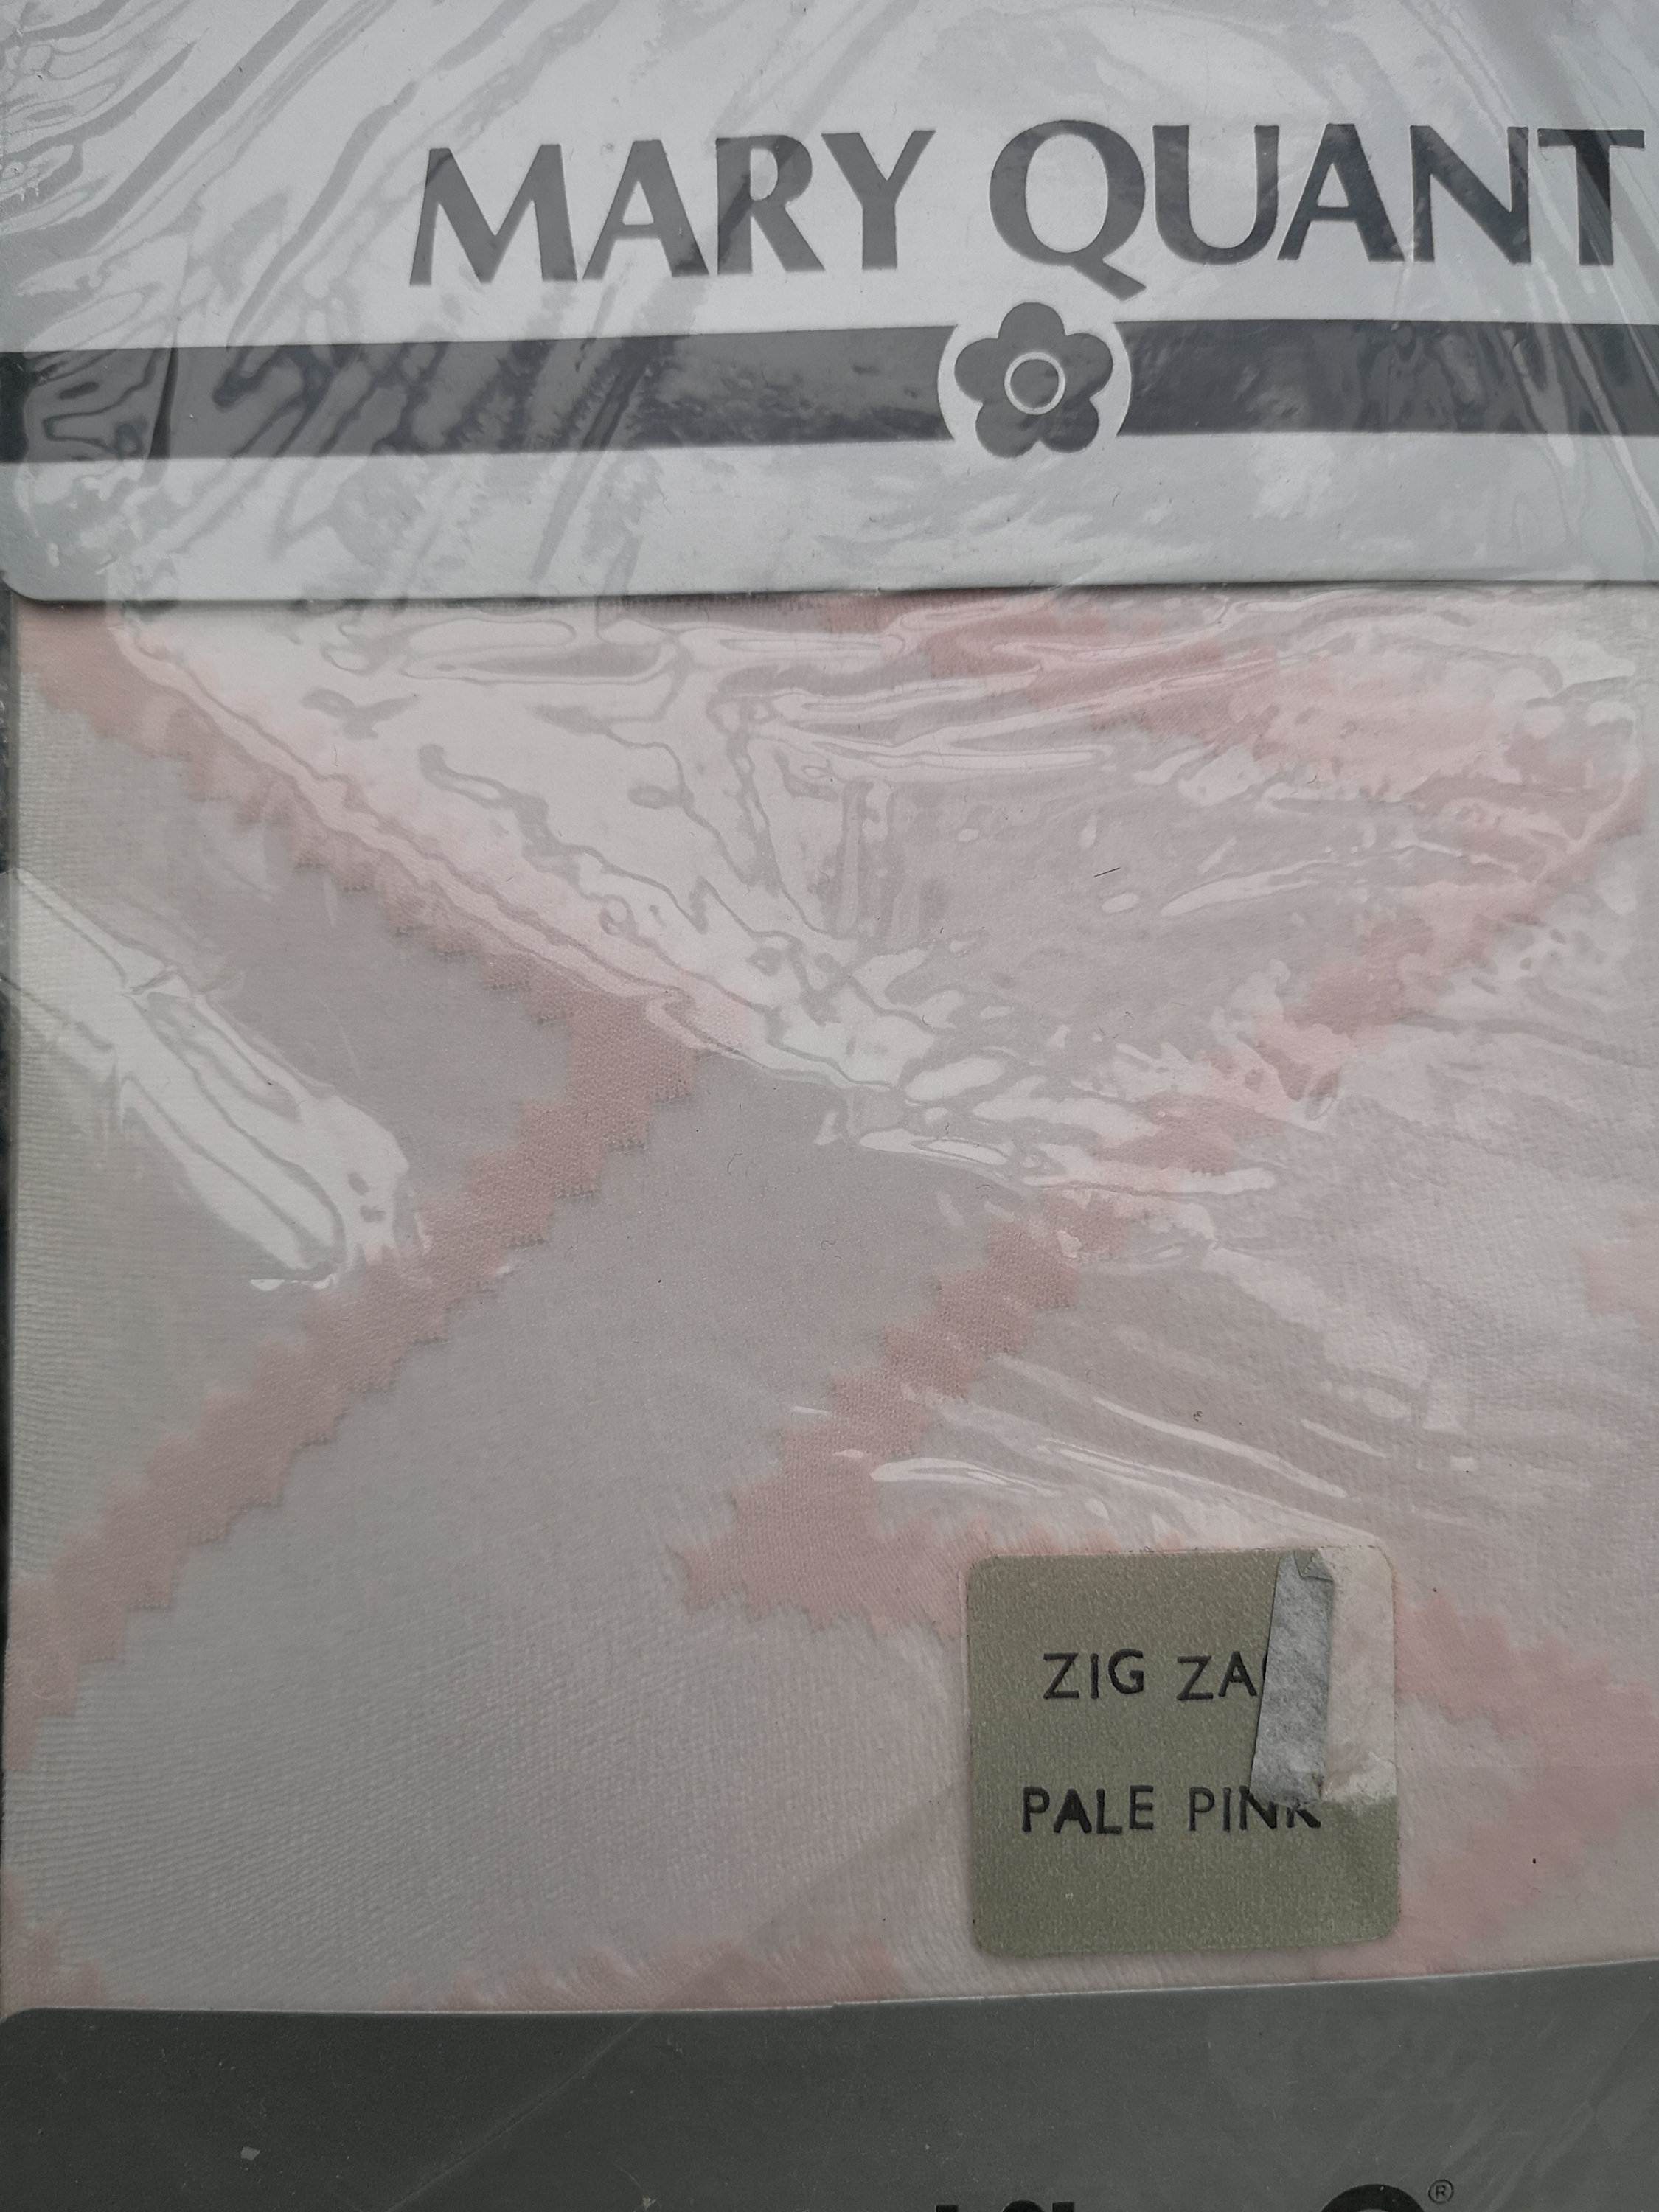 MARY QUANT
ZIG ZA
PALE PINK
®